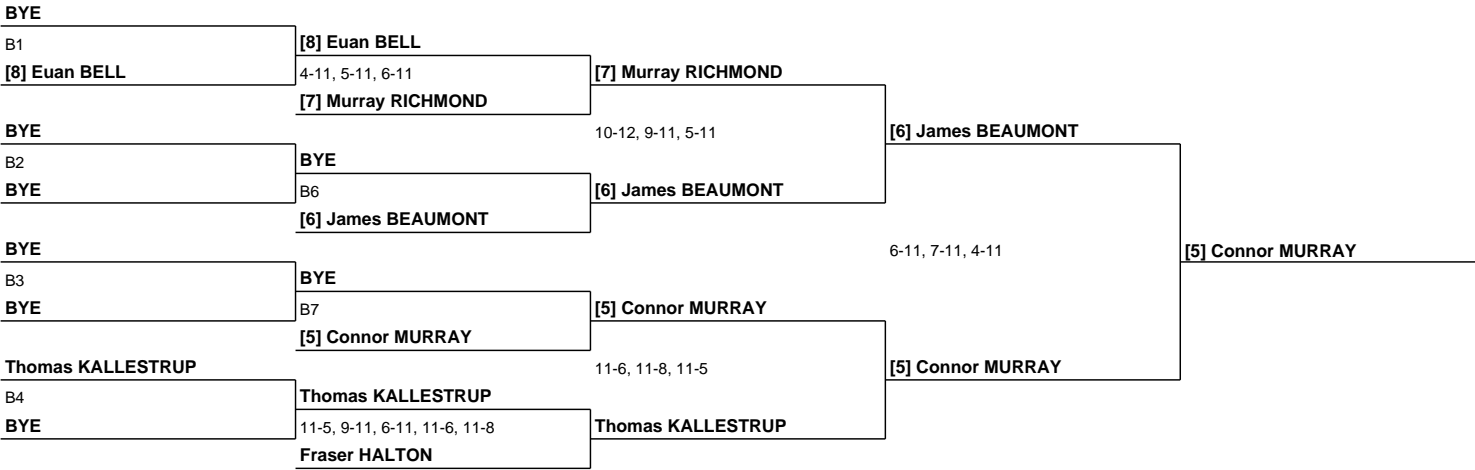 BYE
B1
[8] Euan BELL
BYE
B2
BYE
BYE
B3
BYE
Thomas KALLESTRUP
B4
BYE
[8] Euan BELL
4-11, 5-11, 6-11
[7] Murray RICHMOND
BYE
B6
[6] James BEAUMONT
BYE
B7
[5] Connor MURRAY
Thomas KALLESTRUP
11-5, 9-11, 6-11, 11-6, 11-8
Fraser HALTON
[7] Murray RICHMOND
10-12, 9-11, 5-11
[6] James BEAUMONT
[5] Connor MURRAY
11-6, 11-8, 11-5
Thomas KALLESTRUP
[6] James BEAUMONT
6-11, 7-11, 4-11
[5] Connor MURRAY
[5] Connor MURRAY